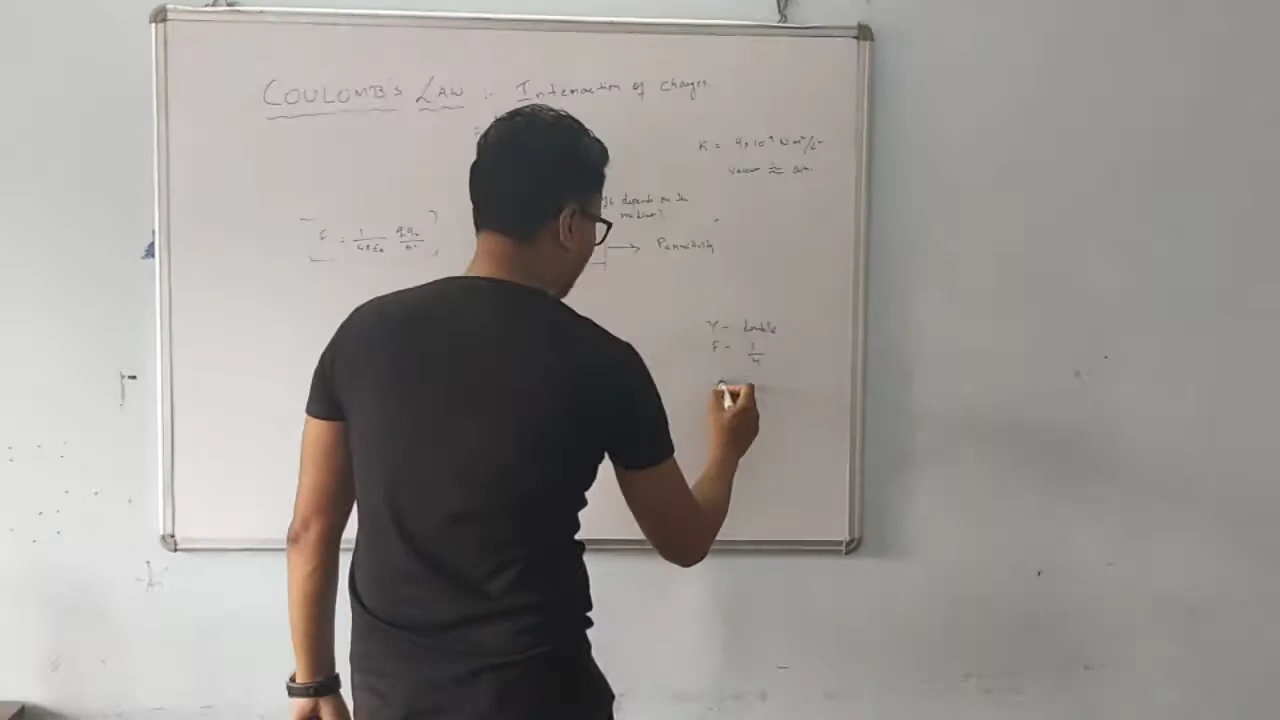 COULOMB'S LAW :- Interaction of charges
K = 9×10⁹ Nm²/c²
Vacuum ≈ air.
It depends on the
medium?
F = 1/4πε₀ q₁q₂/r²
→ Permittivity
r - double
F - 1/4